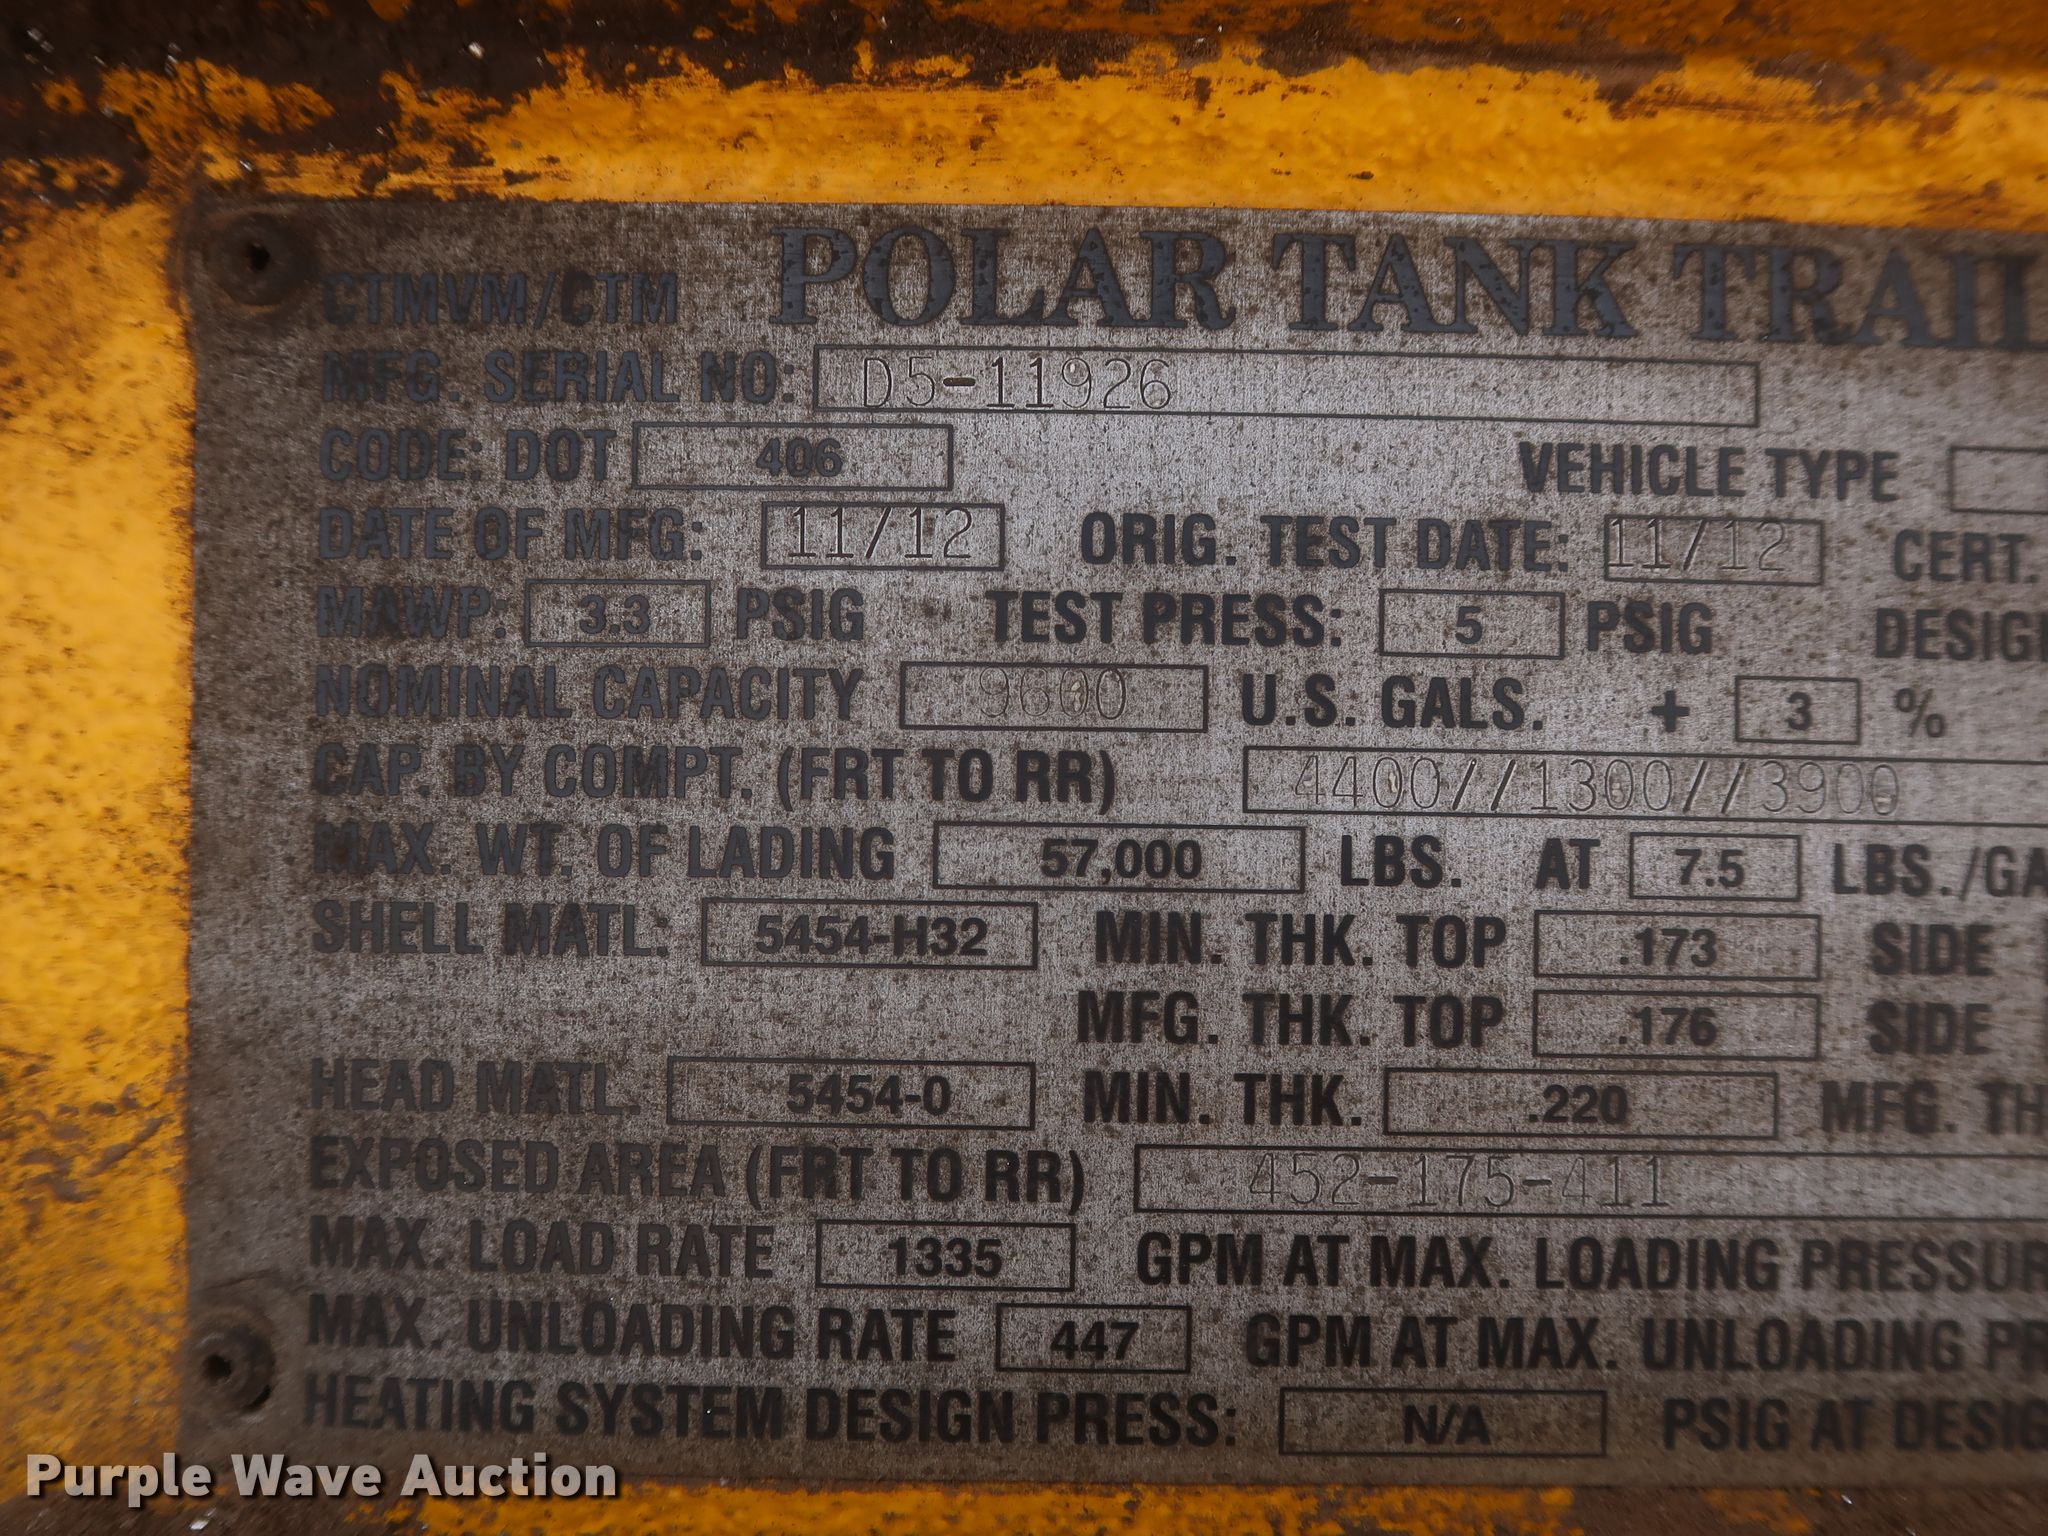 CTMVM/CTM POLAR TANK TRAIL
MFG. SERIAL NO: D5-11926
CODE: DOT 406 VEHICLE TYPE
DATE OF MFG: 11/12 ORIG. TEST DATE: 11/12 CERT.
MAWP: 3.3 PSIG TEST PRESS: 5 PSIG DESIG
NOMINAL CAPACITY 9600 U.S. GALS. + 3 %
CAP. BY COMPT. (FRT TO RR) 4400//1300//3900
MAX. WT. OF LADING 57,000 LBS. AT 7.5 LBS./GA
SHELL MATL: 5454-H32 MIN. THK. TOP .173 SIDE
MFG. THK. TOP .176 SIDE
HEAD MATL. 5454-0 MIN. THK. .220 MFG. TH
EXPOSED AREA (FRT TO RR) 452-175-411
MAX. LOAD RATE 1335 GPM AT MAX. LOADING PRESSUR
MAX. UNLOADING RATE 447 GPM AT MAX. UNLOADING PR
HEATING SYSTEM DESIGN PRESS: N/A PSIG AT DESIG
Purple Wave Auction